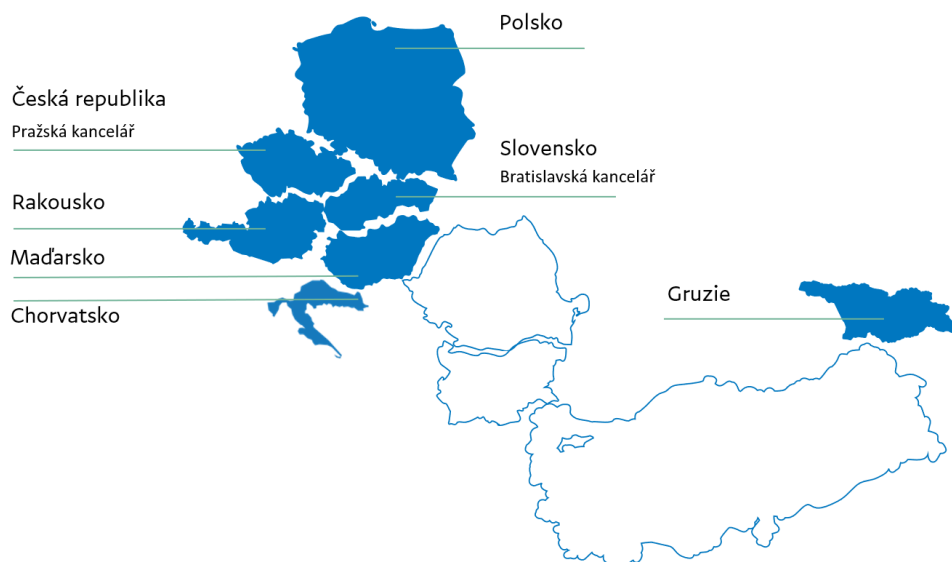 Polsko
Česká republika
Pražská kancelář
Slovensko
Bratislavská kancelář
Rakousko
Maďarsko
Gruzie
Chorvatsko